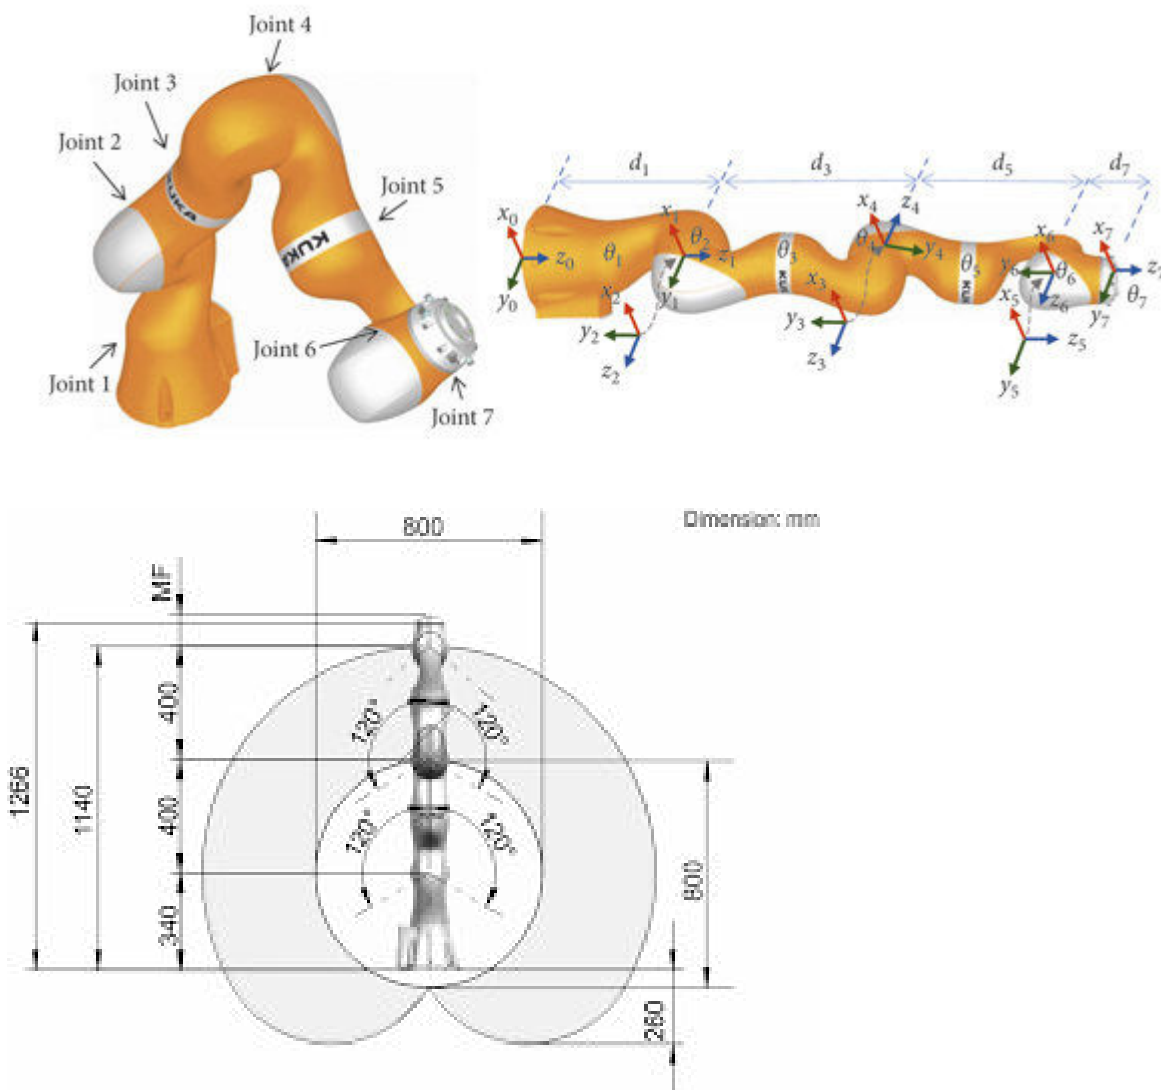 Joint 4
Joint 3
Joint 2
Joint 5
Joint 6
Joint 1
Joint 7
KUKA
d₁ d₃ d₅ d₇
x₀ x₁ x₄ z₄ x₆ x₇
θ₁ θ₂ θ₃ θ₄ θ₅ θ₆ θ₇
z₀ z₁ y₄ y₆
y₀ x₂ y₁ x₃ x₅ z₆ y₇
y₂ y₃ z₅
z₂ z₃ y₅
Dimension: mm
800
MF
1266
1140
400
400
340
120°
120°
120°
120°
800
260